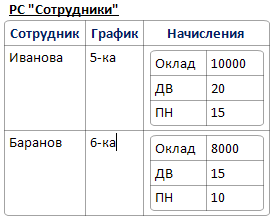 РС "Сотрудники"
Сотрудник График Начисления
Иванова 5-ка
Оклад 10000
ДВ 20
ПН 15
Баранов 6-ка
Оклад 8000
ДВ 15
ПН 10